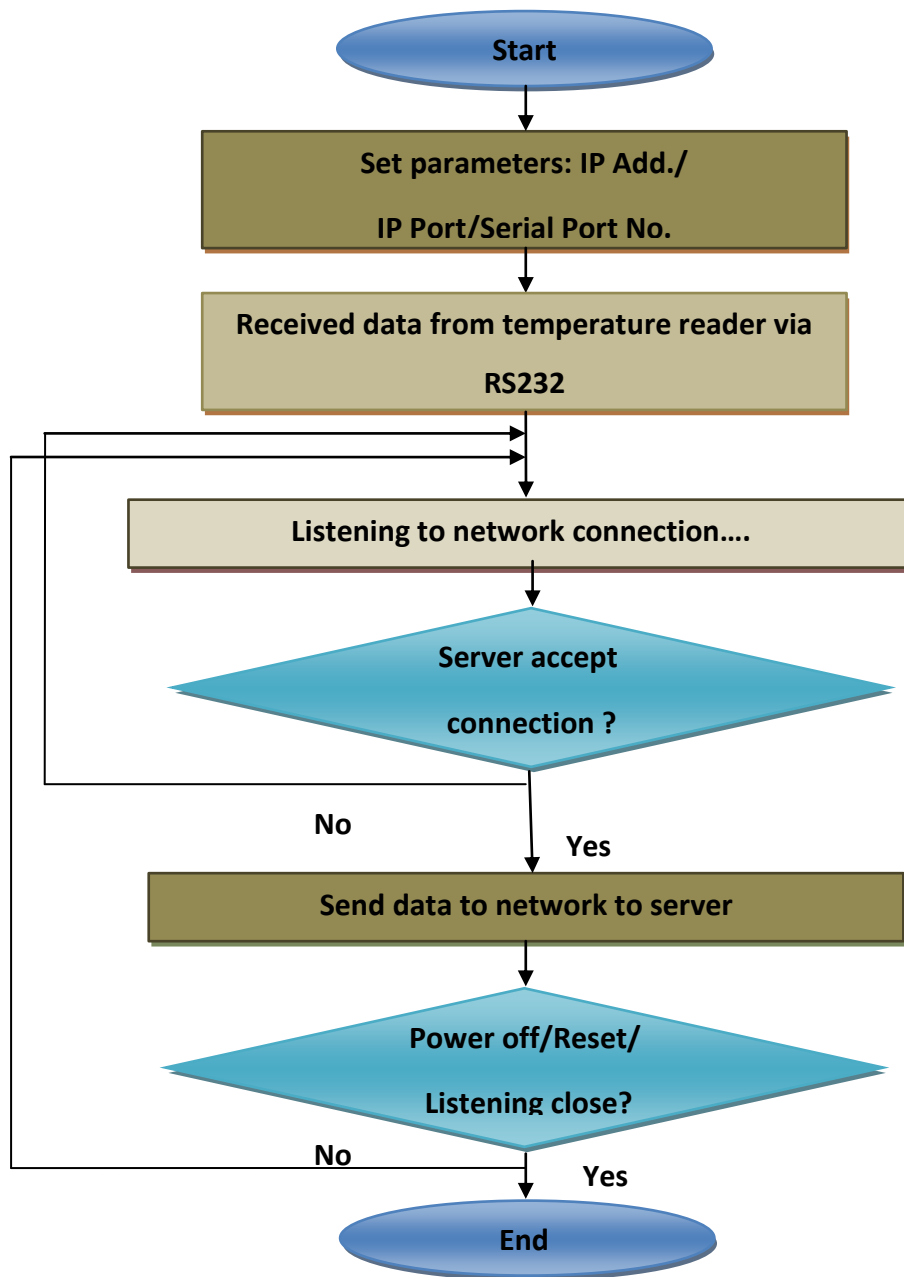 Start
Set parameters: IP Add./
IP Port/Serial Port No.
Received data from temperature reader via
RS232
Listening to network connection....
Server accept
connection ?
No
Yes
Send data to network to server
Power off/Reset/
Listening close?
No
Yes
End